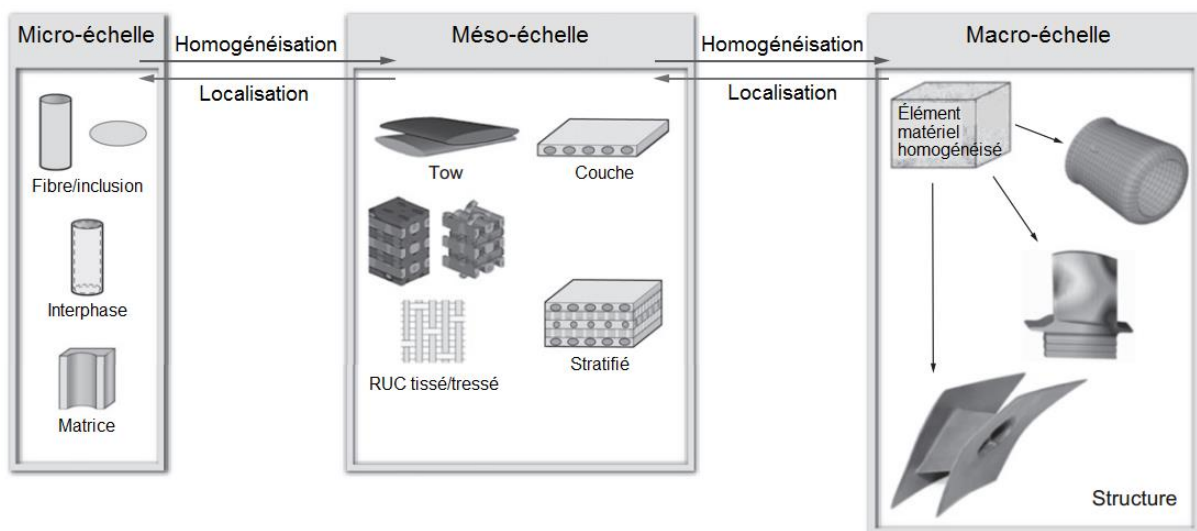 Micro-échelle
Fibre/inclusion
Interphase
Matrice
Homogénéisation
Localisation
Méso-échelle
Tow
Couche
RUC tissé/tressé
Stratifié
Homogénéisation
Localisation
Macro-échelle
Élément
matériel
homogénéisé
Structure